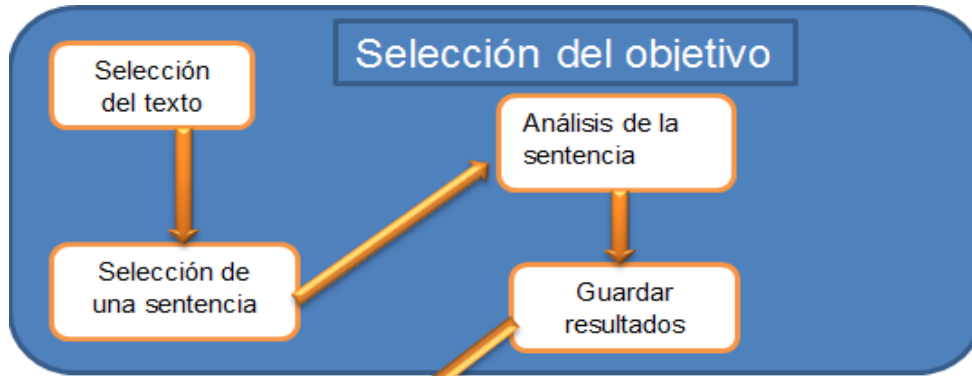 Selección del objetivo
Selección
del texto
Selección de
una sentencia
Análisis de la
sentencia
Guardar
resultados